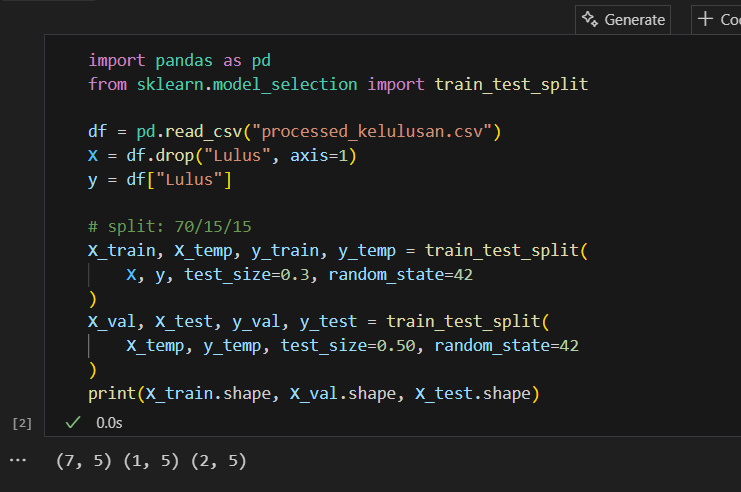 Generate
+ Co
import pandas as pd
from sklearn.model_selection import train_test_split
df = pd.read_csv("processed_kelulusan.csv")
X = df.drop("Lulus", axis=1)
y = df["Lulus"]
# split: 70/15/15
X_train, X_temp, y_train, y_temp = train_test_split(
X, y, test_size=0.3, random_state=42
)
X_val, X_test, y_val, y_test = train_test_split(
X_temp, y_temp, test_size=0.50, random_state=42
)
print(X_train.shape, X_val.shape, X_test.shape)
[2]
0.0s
... (7, 5) (1, 5) (2, 5)